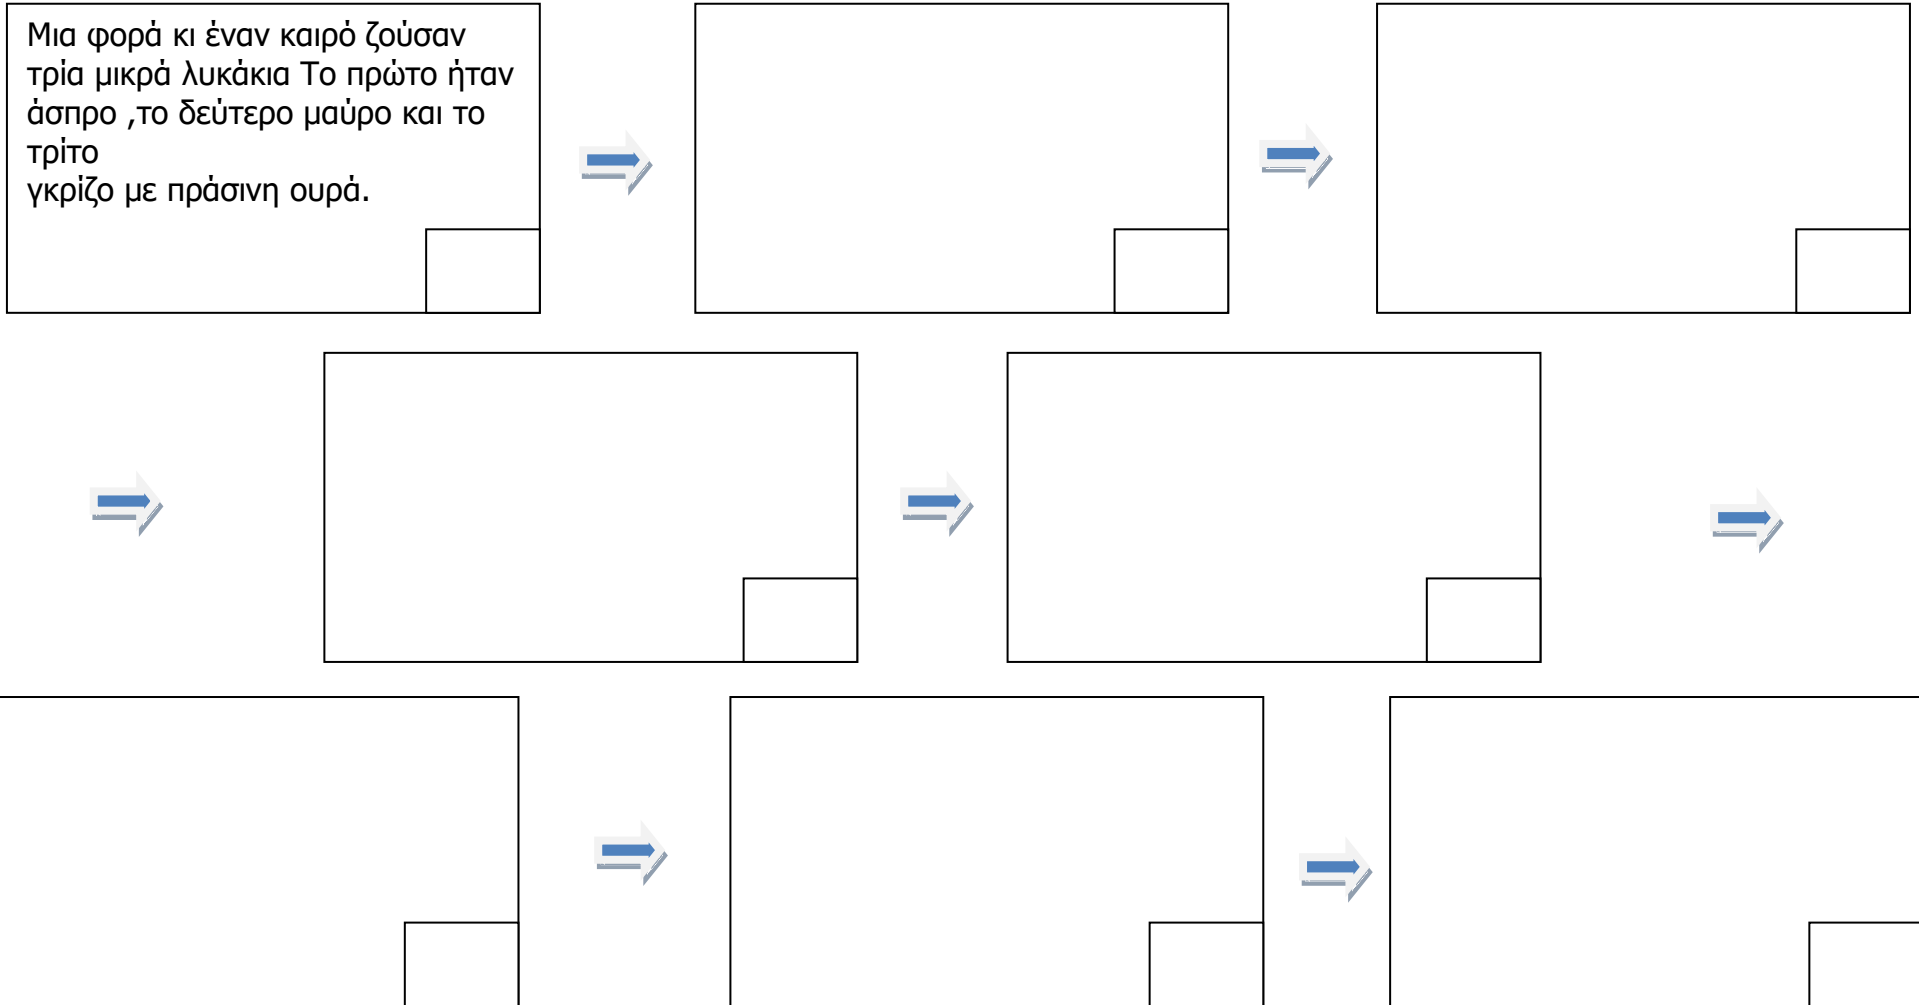 Μια φορά κι έναν καιρό ζούσαν
τρία μικρά λυκάκια Το πρώτο ήταν
άσπρο ,το δεύτερο μαύρο και το
τρίτο
γκρίζο με πράσινη ουρά.